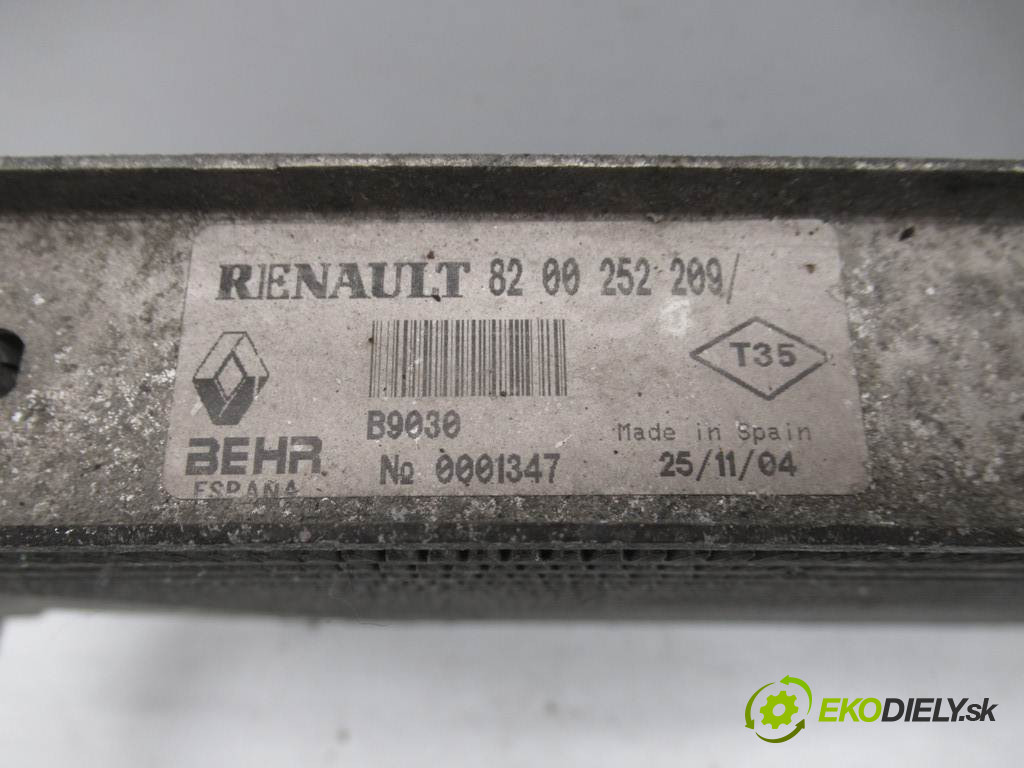 RENAULT 82 00 252 209/
T35
B9030
Made in Spain
BEHR
Nº 0001347
25/11/04
ESPAÑA
EKODIELY.sk